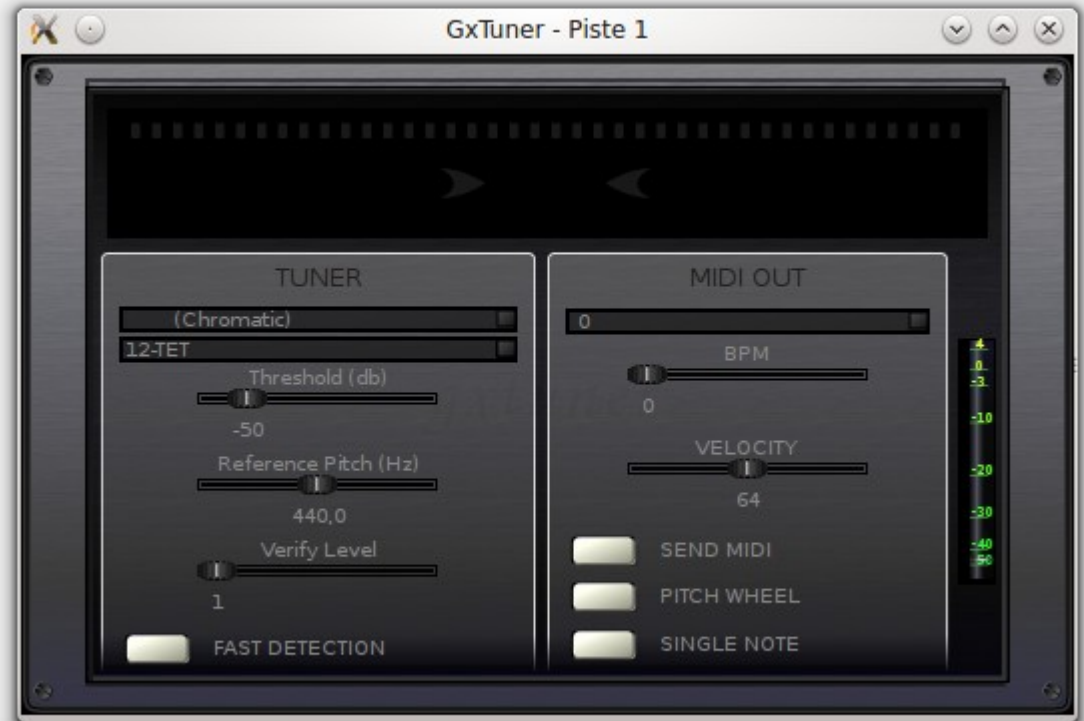 GxTuner - Piste 1
TUNER
(Chromatic)
12-TET
Threshold (db)
-50
Reference Pitch (Hz)
440,0
Verify Level
1
FAST DETECTION
MIDI OUT
0
BPM
0
VELOCITY
64
SEND MIDI
PITCH WHEEL
SINGLE NOTE
4
0
-3
-10
-20
-30
-40
-50